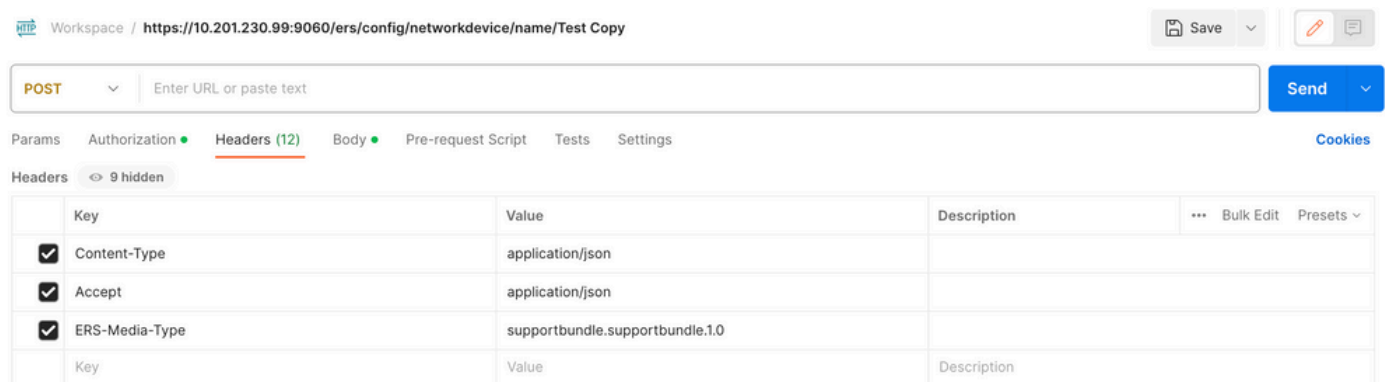 HTTP Workspace / https://10.201.230.99:9060/ers/config/networkdevice/name/Test Copy Save
POST Enter URL or paste text Send
Params Authorization Headers (12) Body Pre-request Script Tests Settings Cookies
Headers 9 hidden
Key Value Description ••• Bulk Edit Presets
Content-Type application/json
Accept application/json
ERS-Media-Type supportbundle.supportbundle.1.0
Key Value Description